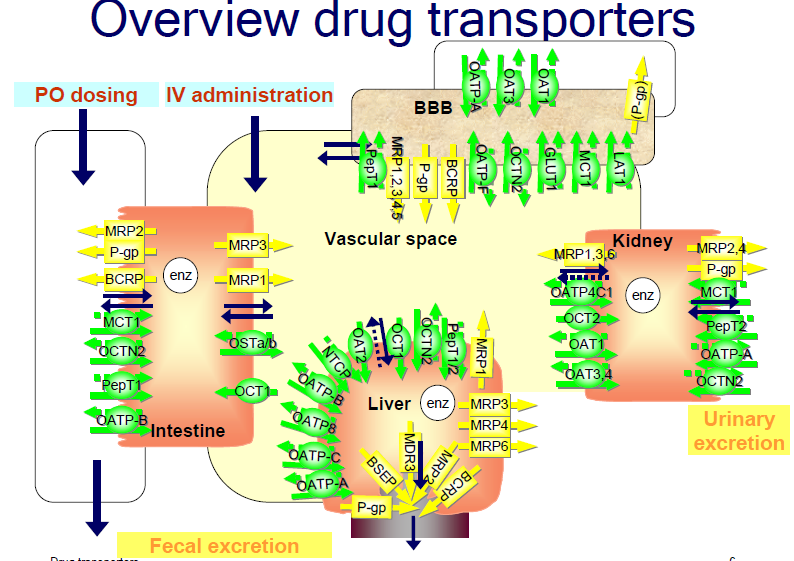 Overview drug transporters
PO dosing
IV administration
BBB
OATP-A
OAT3
OAT1
(P-gp)
PepT1
MRP1,2,3,4,5
P-gp
BCRP
OATP-F
OCTN2
GLUT1
MCT1
LAT1
Vascular space
MRP2
P-gp
BCRP
MCT1
OCTN2
PepT1
OATP-B
enz
MRP3
MRP1
OSTa/b
OCT1
Intestine
NTCP
OATP-B
OATP8
OATP-C
OATP-A
OAT2
OCT1
OCTN2
PepT1/2
MRP1
Liver
enz
MRP3
MRP4
MRP6
BSEP
MDR3
MRP2
BCRP
P-gp
Kidney
MRP1,3,6
OATP4C1
OCT2
OAT1
OAT3,4
enz
MRP2,4
P-gp
MCT1
PepT2
OATP-A
OCTN2
Urinary
excretion
Fecal excretion
Drug transporters
6